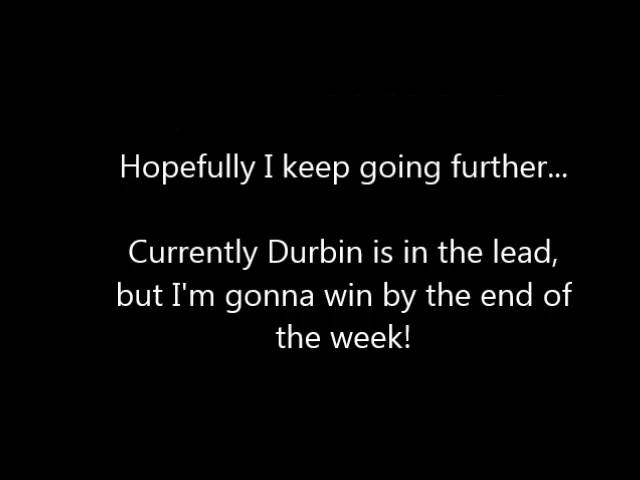 Hopefully I keep going further...
Currently Durbin is in the lead,
but I'm gonna win by the end of
the week!